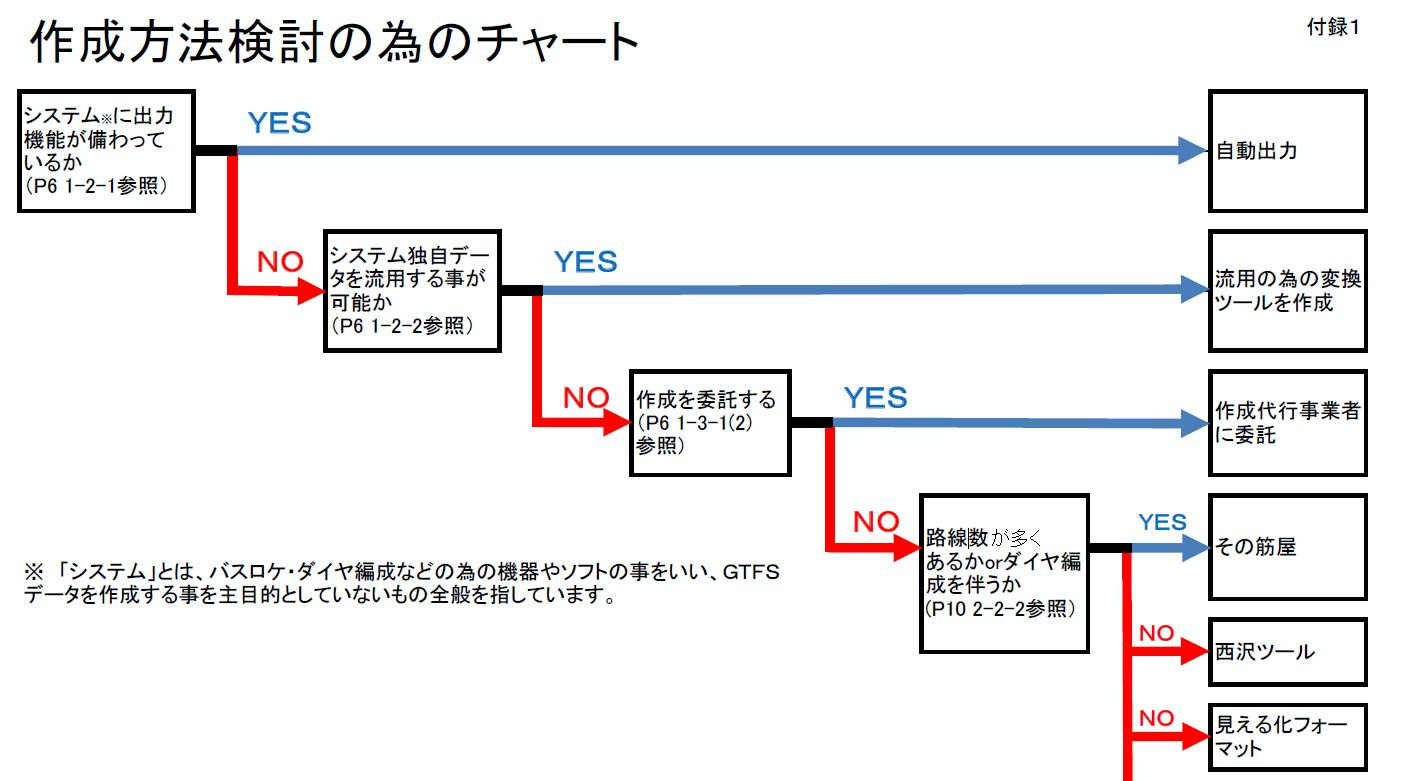 作成方法検討の為のチャート
付録１
システム※に出力
機能が備わって
いるか
（P6 1-2-1参照）
YES
自動出力
NO
システム独自デー
タを流用する事が
可能か
（P6 1-2-2参照）
YES
流用の為の変換
ツールを作成
NO
作成を委託する
（P6 1-3-1(2)
参照）
YES
作成代行事業者
に委託
NO
路線数が多く
あるかorダイヤ編
成を伴うか
（P10 2-2-2参照）
YES
その筋屋
※　「システム」とは、バスロケ・ダイヤ編成などの為の機器やソフトの事をいい、GTFS
データを作成する事を主目的としていないもの全般を指しています。
NO
西沢ツール
NO
見える化フォー
マット